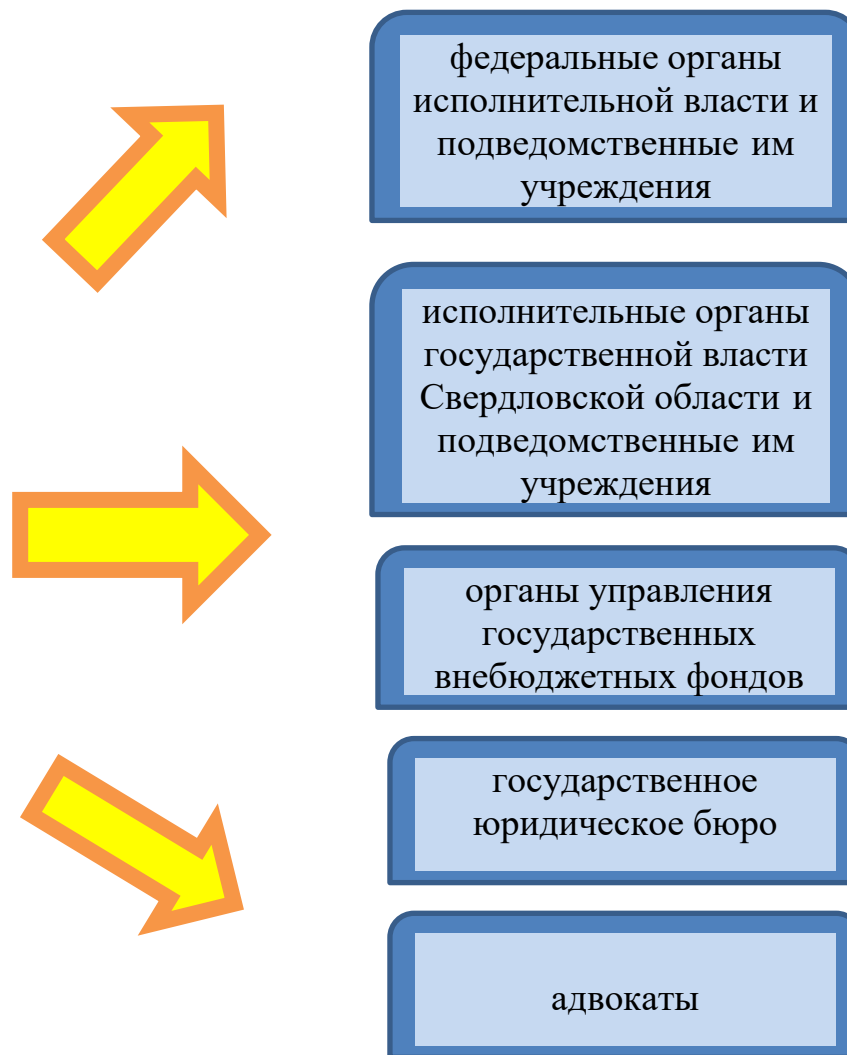 федеральные органы
исполнительной власти и
подведомственные им
учреждения
исполнительные органы
государственной власти
Свердловской области и
подведомственные им
учреждения
органы управления
государственных
внебюджетных фондов
государственное
юридическое бюро
адвокаты